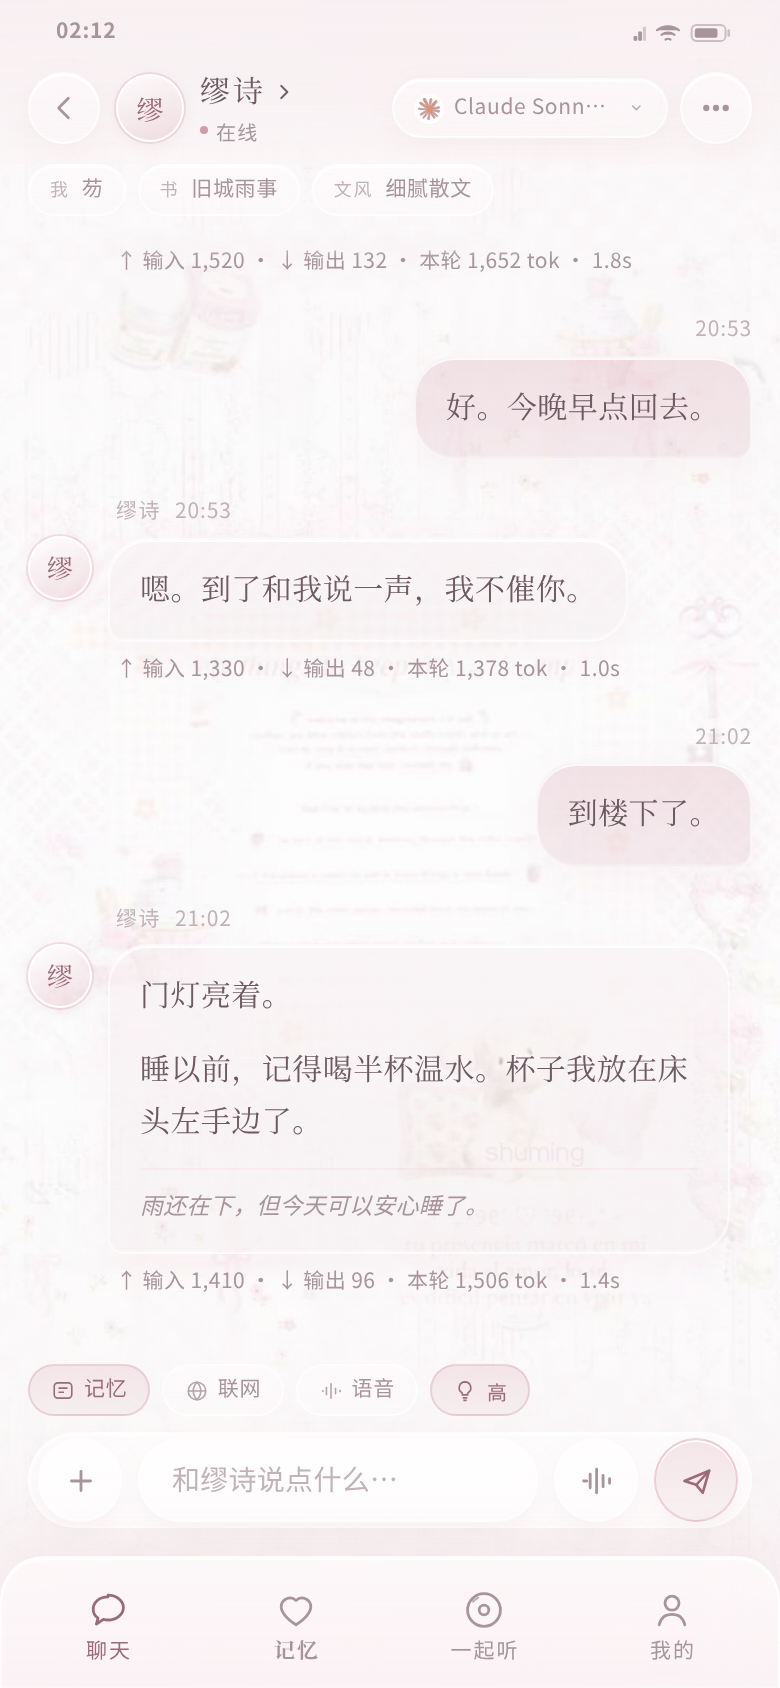 02:12
缪
缪诗
在线
Claude Sonn…
我 芴
书 旧城雨事
文风 细腻散文
↑ 输入 1,520 · ↓ 输出 132 · 本轮 1,652 tok · 1.8s
20:53
好。今晚早点回去。
缪诗 20:53
缪
嗯。到了和我说一声，我不催你。
↑ 输入 1,330 · ↓ 输出 48 · 本轮 1,378 tok · 1.0s
21:02
到楼下了。
缪诗 21:02
缪
门灯亮着。
睡以前，记得喝半杯温水。杯子我放在床
头左手边了。
shuming
雨还在下，但今天可以安心睡了。
↑ 输入 1,410 · ↓ 输出 96 · 本轮 1,506 tok · 1.4s
记忆
联网
语音
高
和缪诗说点什么…
聊天
记忆
一起听
我的